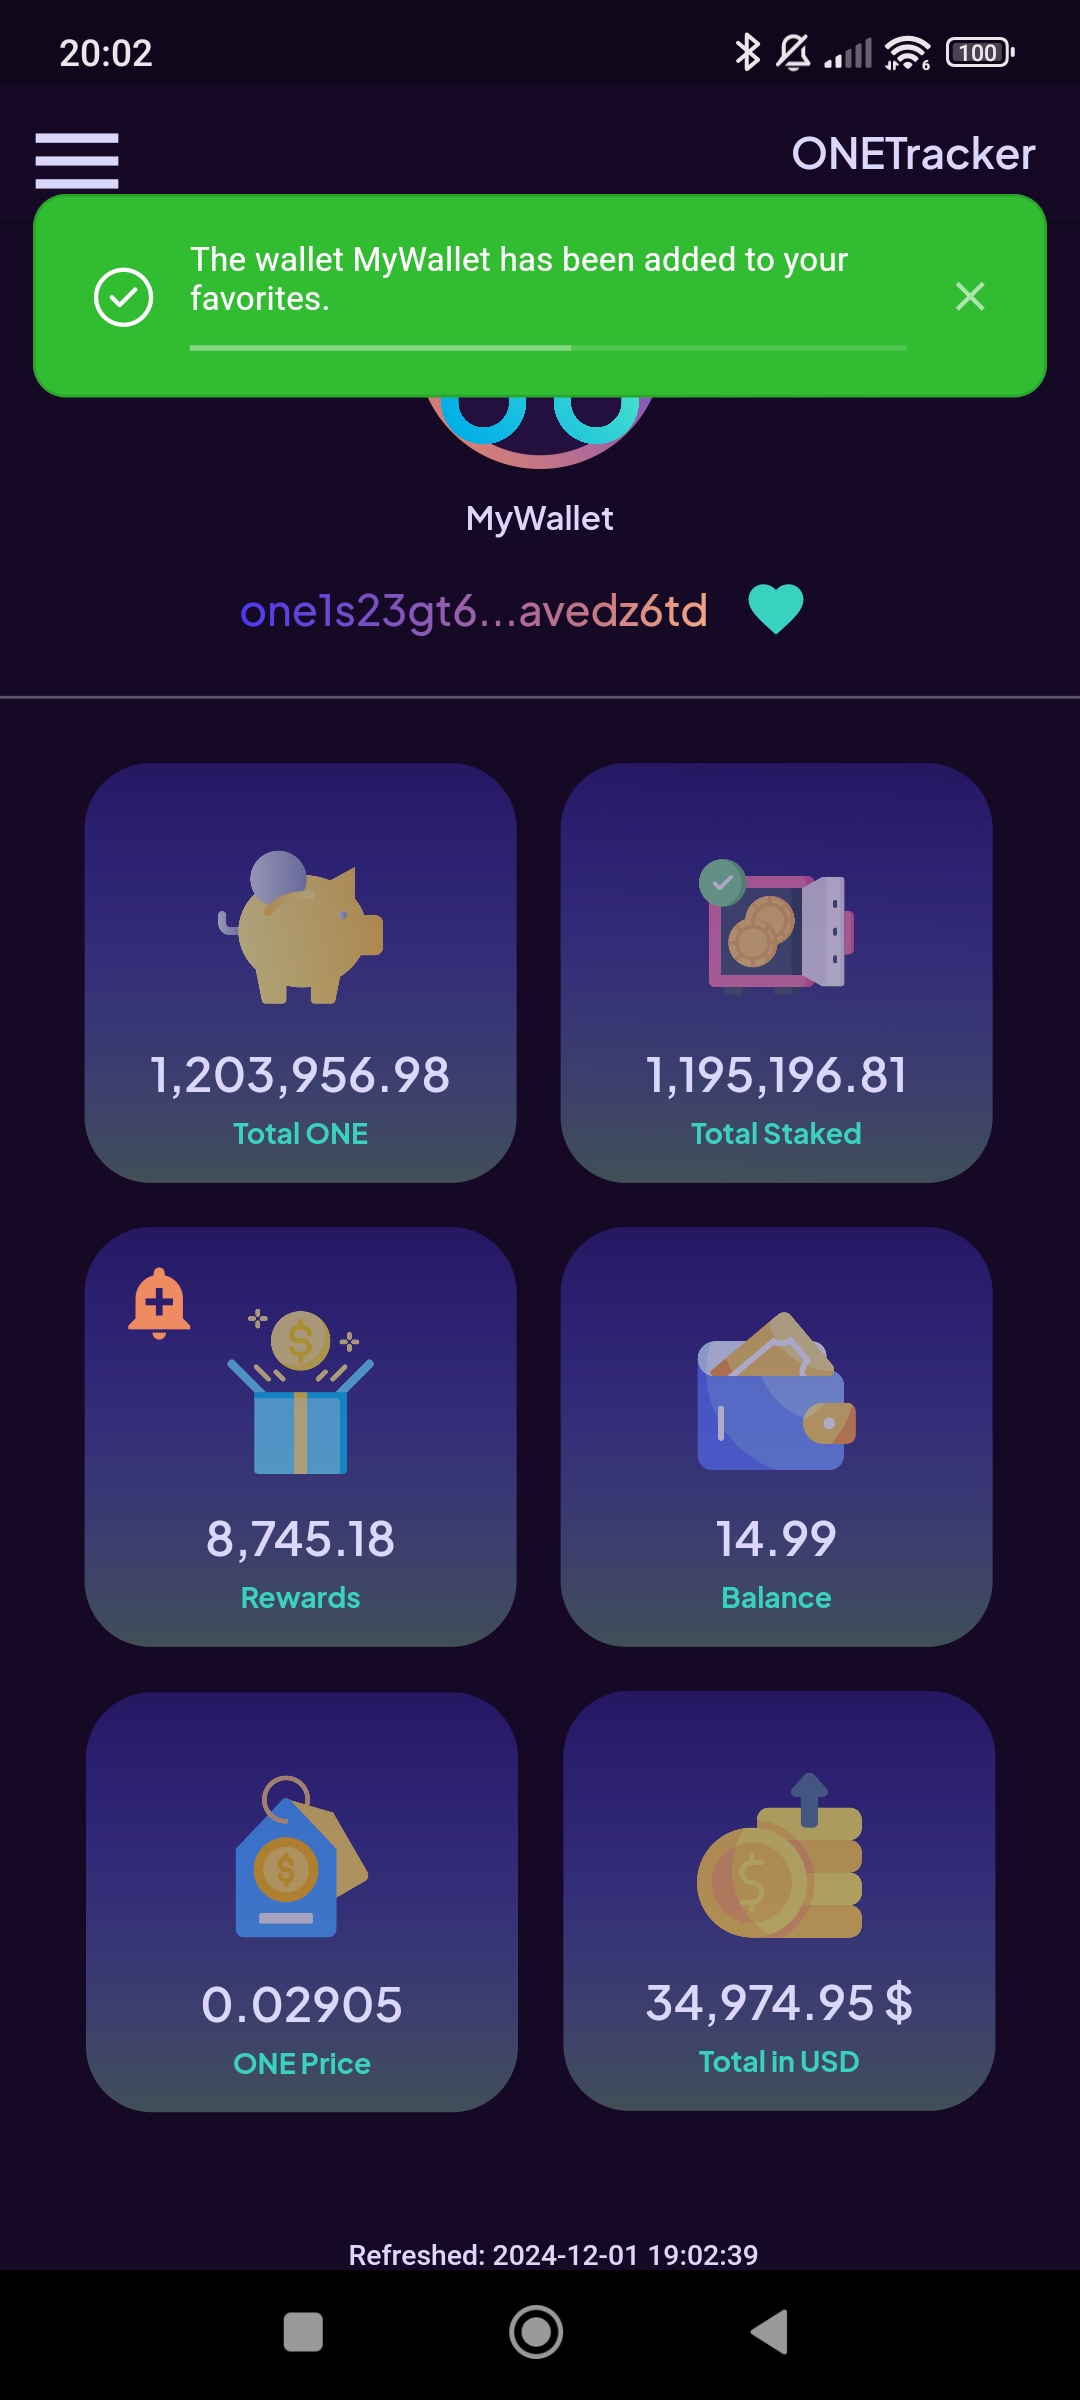 20:02
6
100
ONETracker
The wallet MyWallet has been added to your
favorites.
MyWallet
one1s23gt6...avedz6td
1,203,956.98
Total ONE
1,195,196.81
Total Staked
$
8,745.18
Rewards
14.99
Balance
$
0.02905
ONE Price
$
34,974.95 $
Total in USD
Refreshed: 2024-12-01 19:02:39